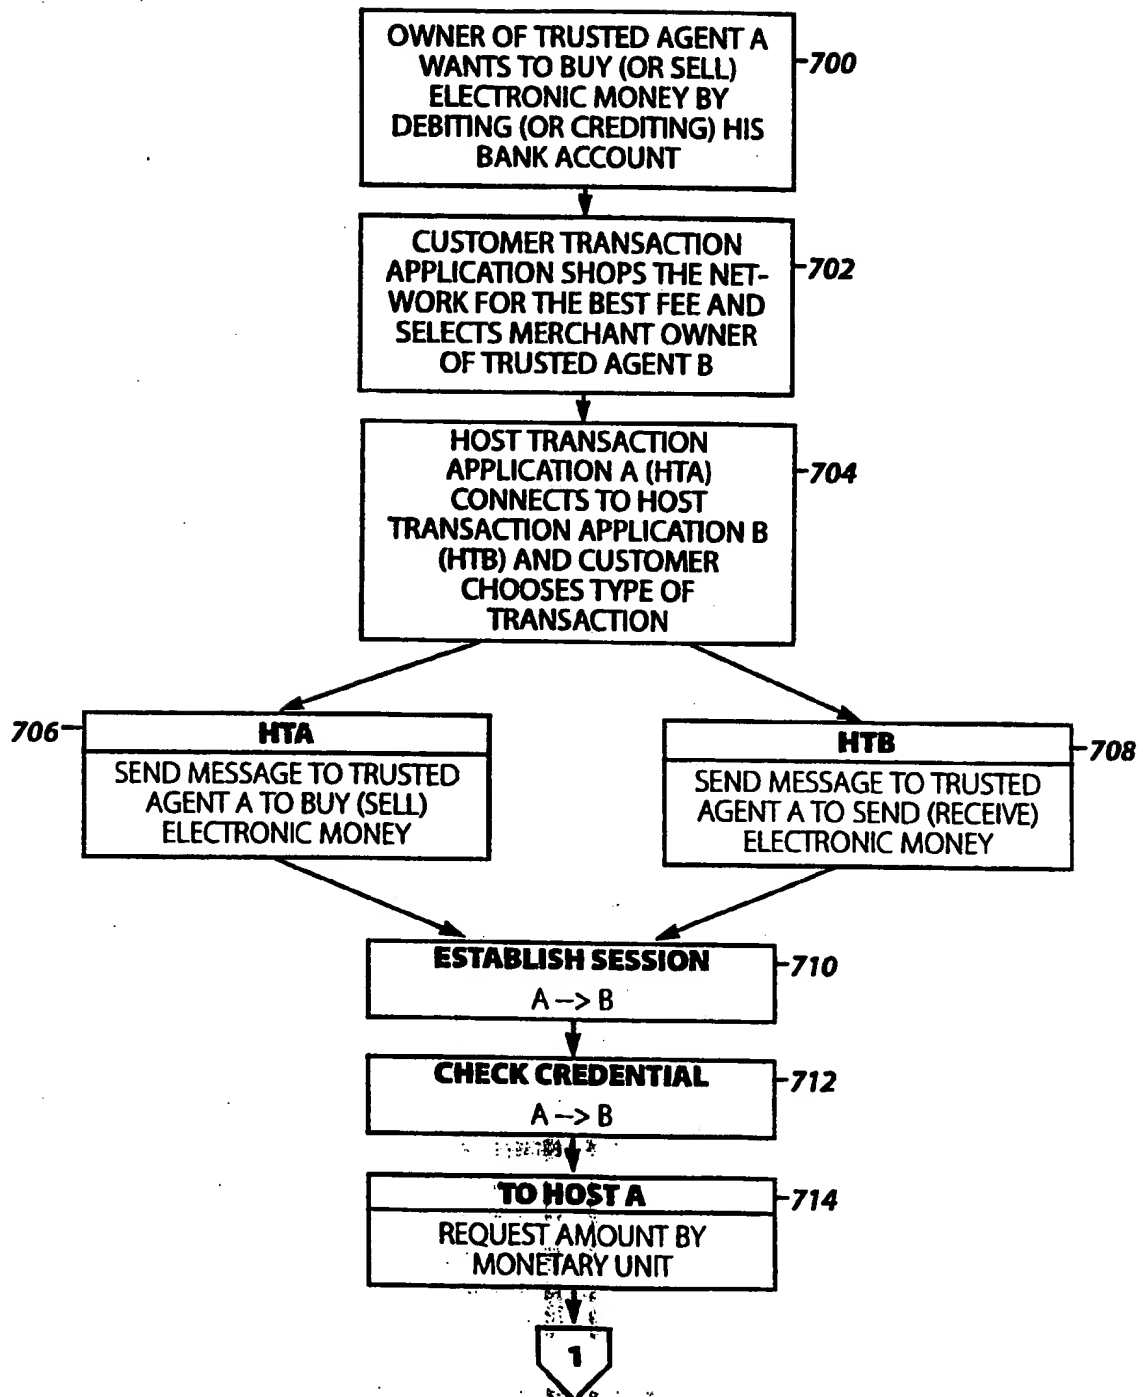 OWNER OF TRUSTED AGENT A
WANTS TO BUY (OR SELL)
ELECTRONIC MONEY BY
DEBITING (OR CREDITING) HIS
BANK ACCOUNT
700
CUSTOMER TRANSACTION
APPLICATION SHOPS THE NET-
WORK FOR THE BEST FEE AND
SELECTS MERCHANT OWNER
OF TRUSTED AGENT B
702
HOST TRANSACTION
APPLICATION A (HTA)
CONNECTS TO HOST
TRANSACTION APPLICATION B
(HTB) AND CUSTOMER
CHOOSES TYPE OF
TRANSACTION
704
706
HTA
SEND MESSAGE TO TRUSTED
AGENT A TO BUY (SELL)
ELECTRONIC MONEY
HTB
708
SEND MESSAGE TO TRUSTED
AGENT A TO SEND (RECEIVE)
ELECTRONIC MONEY
ESTABLISH SESSION
710
A --> B
CHECK CREDENTIAL
712
A --> B
TO HOST A
714
REQUEST AMOUNT BY
MONETARY UNIT
1